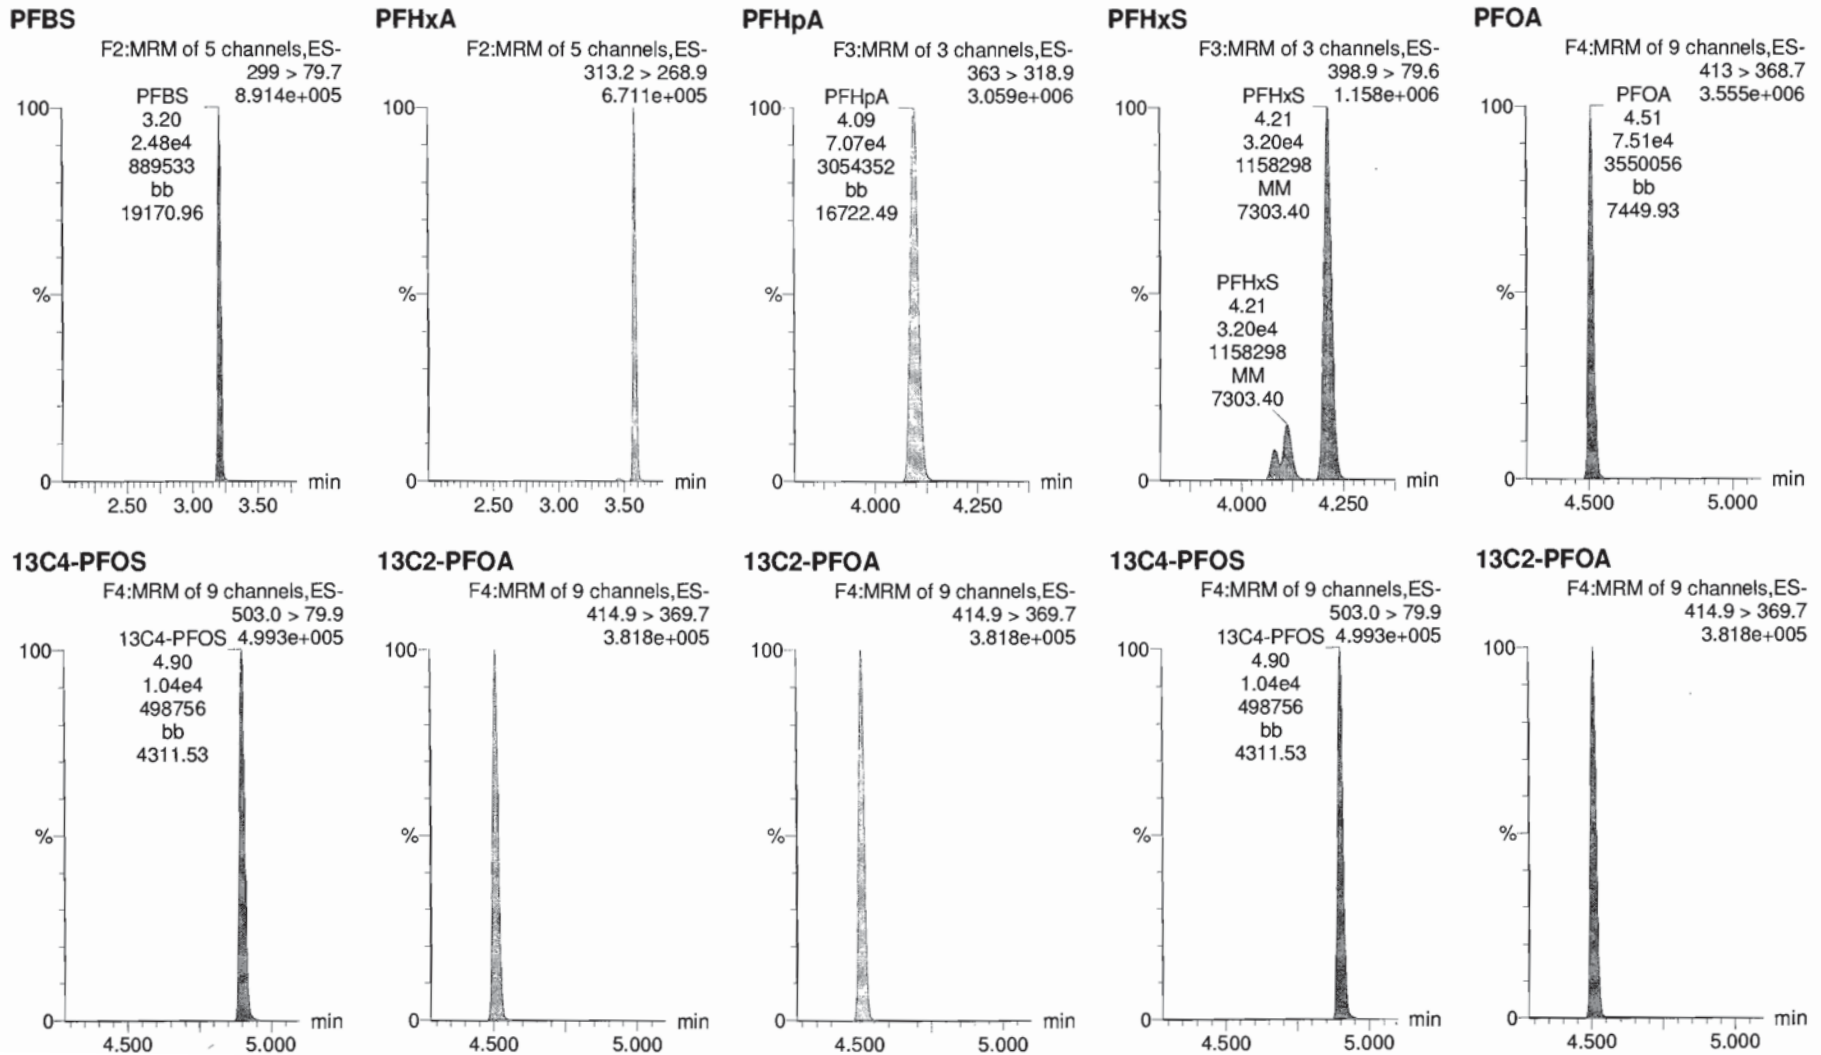 PFBS
F2:MRM of 5 channels,ES-
299 > 79.7
8.914e+005
PFBS
3.20
2.48e4
889533
bb
19170.96
100
%
0
min
2.50 3.00 3.50
PFHxA
F2:MRM of 5 channels,ES-
313.2 > 268.9
6.711e+005
100
%
0
min
2.50 3.00 3.50
PFHpA
F3:MRM of 3 channels,ES-
363 > 318.9
3.059e+006
PFHpA
4.09
7.07e4
3054352
bb
16722.49
100
%
0
min
4.000 4.250
PFHxS
F3:MRM of 3 channels,ES-
398.9 > 79.6
1.158e+006
PFHxS
4.21
3.20e4
1158298
MM
7303.40
PFHxS
4.21
3.20e4
1158298
MM
7303.40
100
%
0
min
4.000 4.250
PFOA
F4:MRM of 9 channels,ES-
413 > 368.7
3.555e+006
PFOA
4.51
7.51e4
3550056
bb
7449.93
100
%
0
min
4.500 5.000
13C4-PFOS
F4:MRM of 9 channels,ES-
503.0 > 79.9
13C4-PFOS 4.993e+005
4.90
1.04e4
498756
bb
4311.53
100
%
0
min
4.500 5.000
13C2-PFOA
F4:MRM of 9 channels,ES-
414.9 > 369.7
3.818e+005
100
%
0
min
4.500 5.000
13C2-PFOA
F4:MRM of 9 channels,ES-
414.9 > 369.7
3.818e+005
100
%
0
min
4.500 5.000
13C4-PFOS
F4:MRM of 9 channels,ES-
503.0 > 79.9
13C4-PFOS 4.993e+005
4.90
1.04e4
498756
bb
4311.53
100
%
0
min
4.500 5.000
13C2-PFOA
F4:MRM of 9 channels,ES-
414.9 > 369.7
3.818e+005
100
%
0
min
4.500 5.000